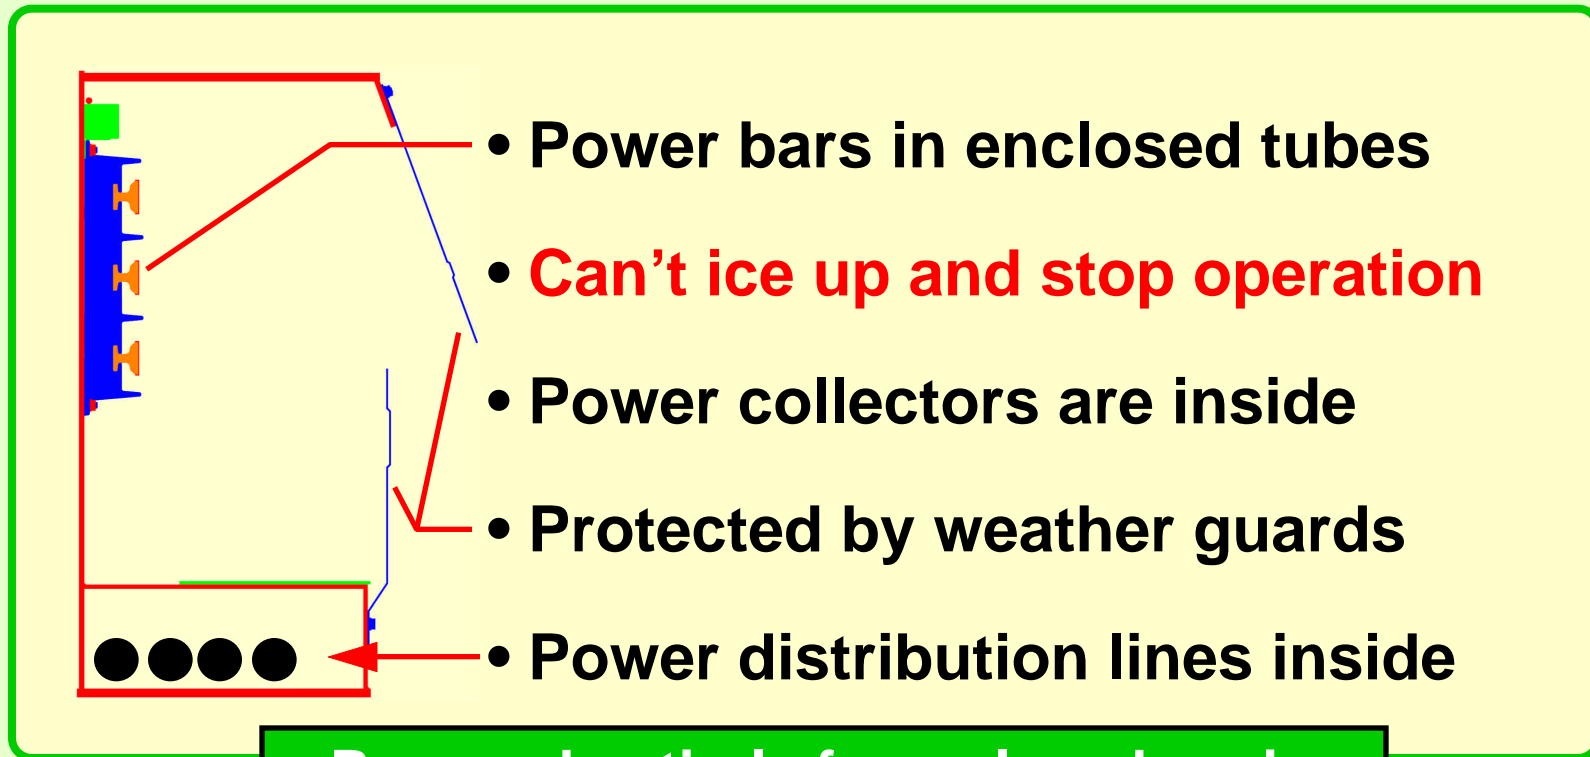 • Power bars in enclosed tubes
• Can’t ice up and stop operation
• Power collectors are inside
• Protected by weather guards
• Power distribution lines inside